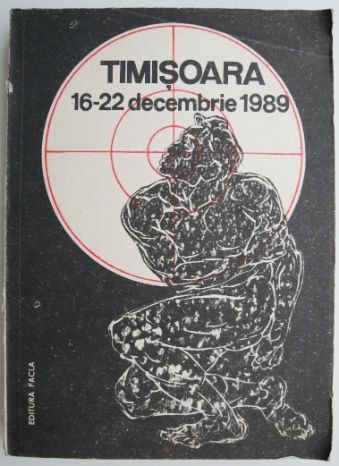 TIMIȘOARA
16-22 decembrie 1989
EDITURA FACLA